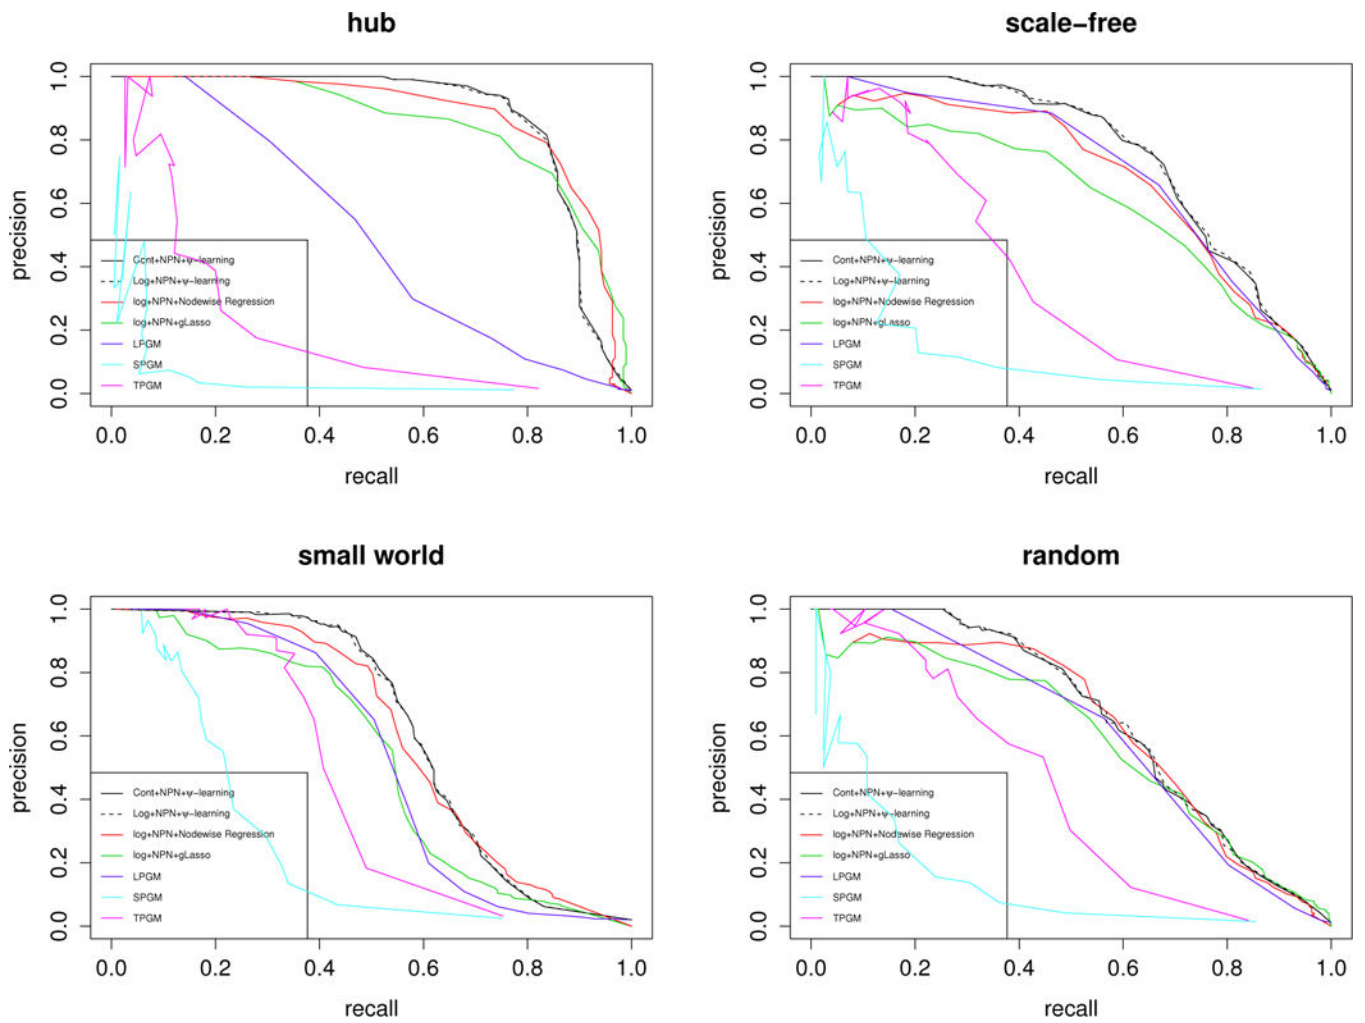 hub
precision
1.0
0.8
0.6
0.4
0.2
0.0
Cont+NPN+ψ−learning
Log+NPN+ψ−learning
log+NPN+Nodewise Regression
log+NPN+gLasso
LPGM
SPGM
TPGM
0.0 0.2 0.4 0.6 0.8 1.0
recall
scale−free
precision
1.0
0.8
0.6
0.4
0.2
0.0
Cont+NPN+ψ−learning
Log+NPN+ψ−learning
log+NPN+Nodewise Regression
log+NPN+gLasso
LPGM
SPGM
TPGM
0.0 0.2 0.4 0.6 0.8 1.0
recall
small world
precision
1.0
0.8
0.6
0.4
0.2
0.0
Cont+NPN+ψ−learning
Log+NPN+ψ−learning
log+NPN+Nodewise Regression
log+NPN+gLasso
LPGM
SPGM
TPGM
0.0 0.2 0.4 0.6 0.8 1.0
recall
random
precision
1.0
0.8
0.6
0.4
0.2
0.0
Cont+NPN+ψ−learning
Log+NPN+ψ−learning
log+NPN+Nodewise Regression
log+NPN+gLasso
LPGM
SPGM
TPGM
0.0 0.2 0.4 0.6 0.8 1.0
recall